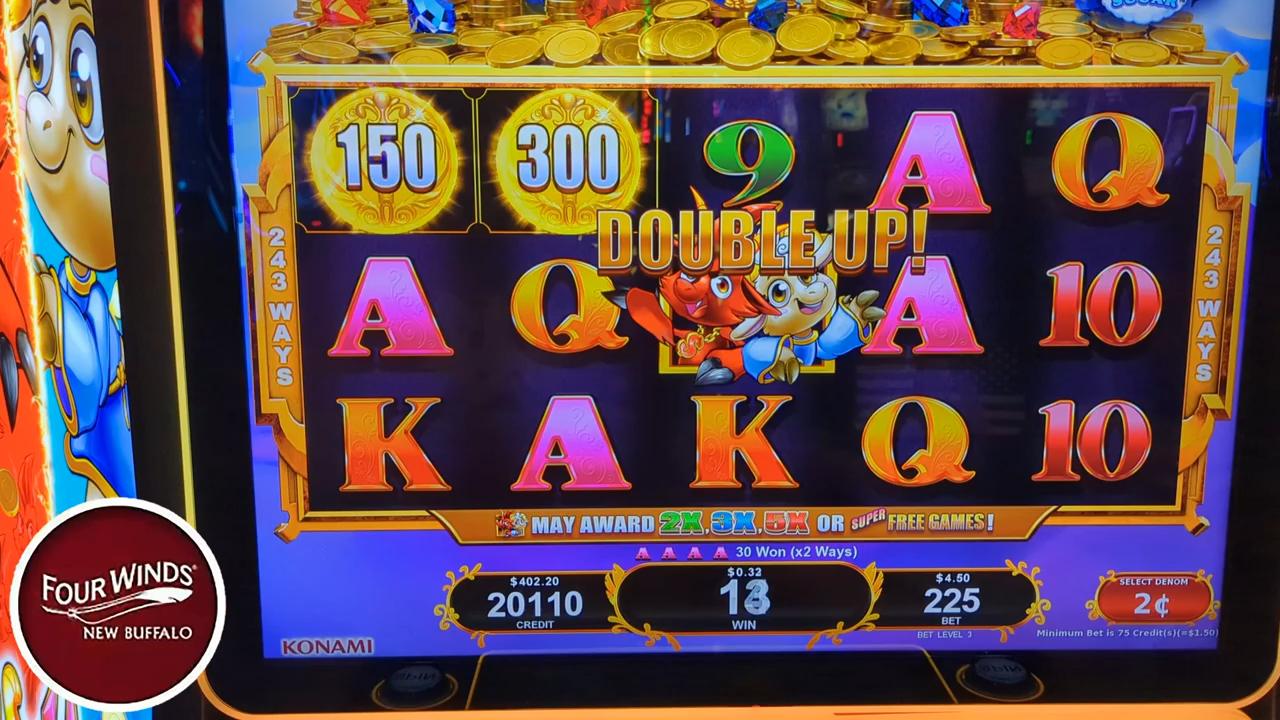 SUGAR
150 300 9 A Q
DOUBLE UP!
243 WAYS
243 WAYS
A Q A 10
K A K Q 10
MAY AWARD 2X, 3X, 5X OR SUPER FREE GAMES!
A A A A 30 Won (x2 Ways)
$402.20
20110
CREDIT
$0.32
WIN
$4.50
225
BET
BET LEVEL 3
SELECT DENOM
2¢
Minimum Bet is 75 Credit(s)(=$1.50)
KONAMI
FOUR WINDS®
NEW BUFFALO